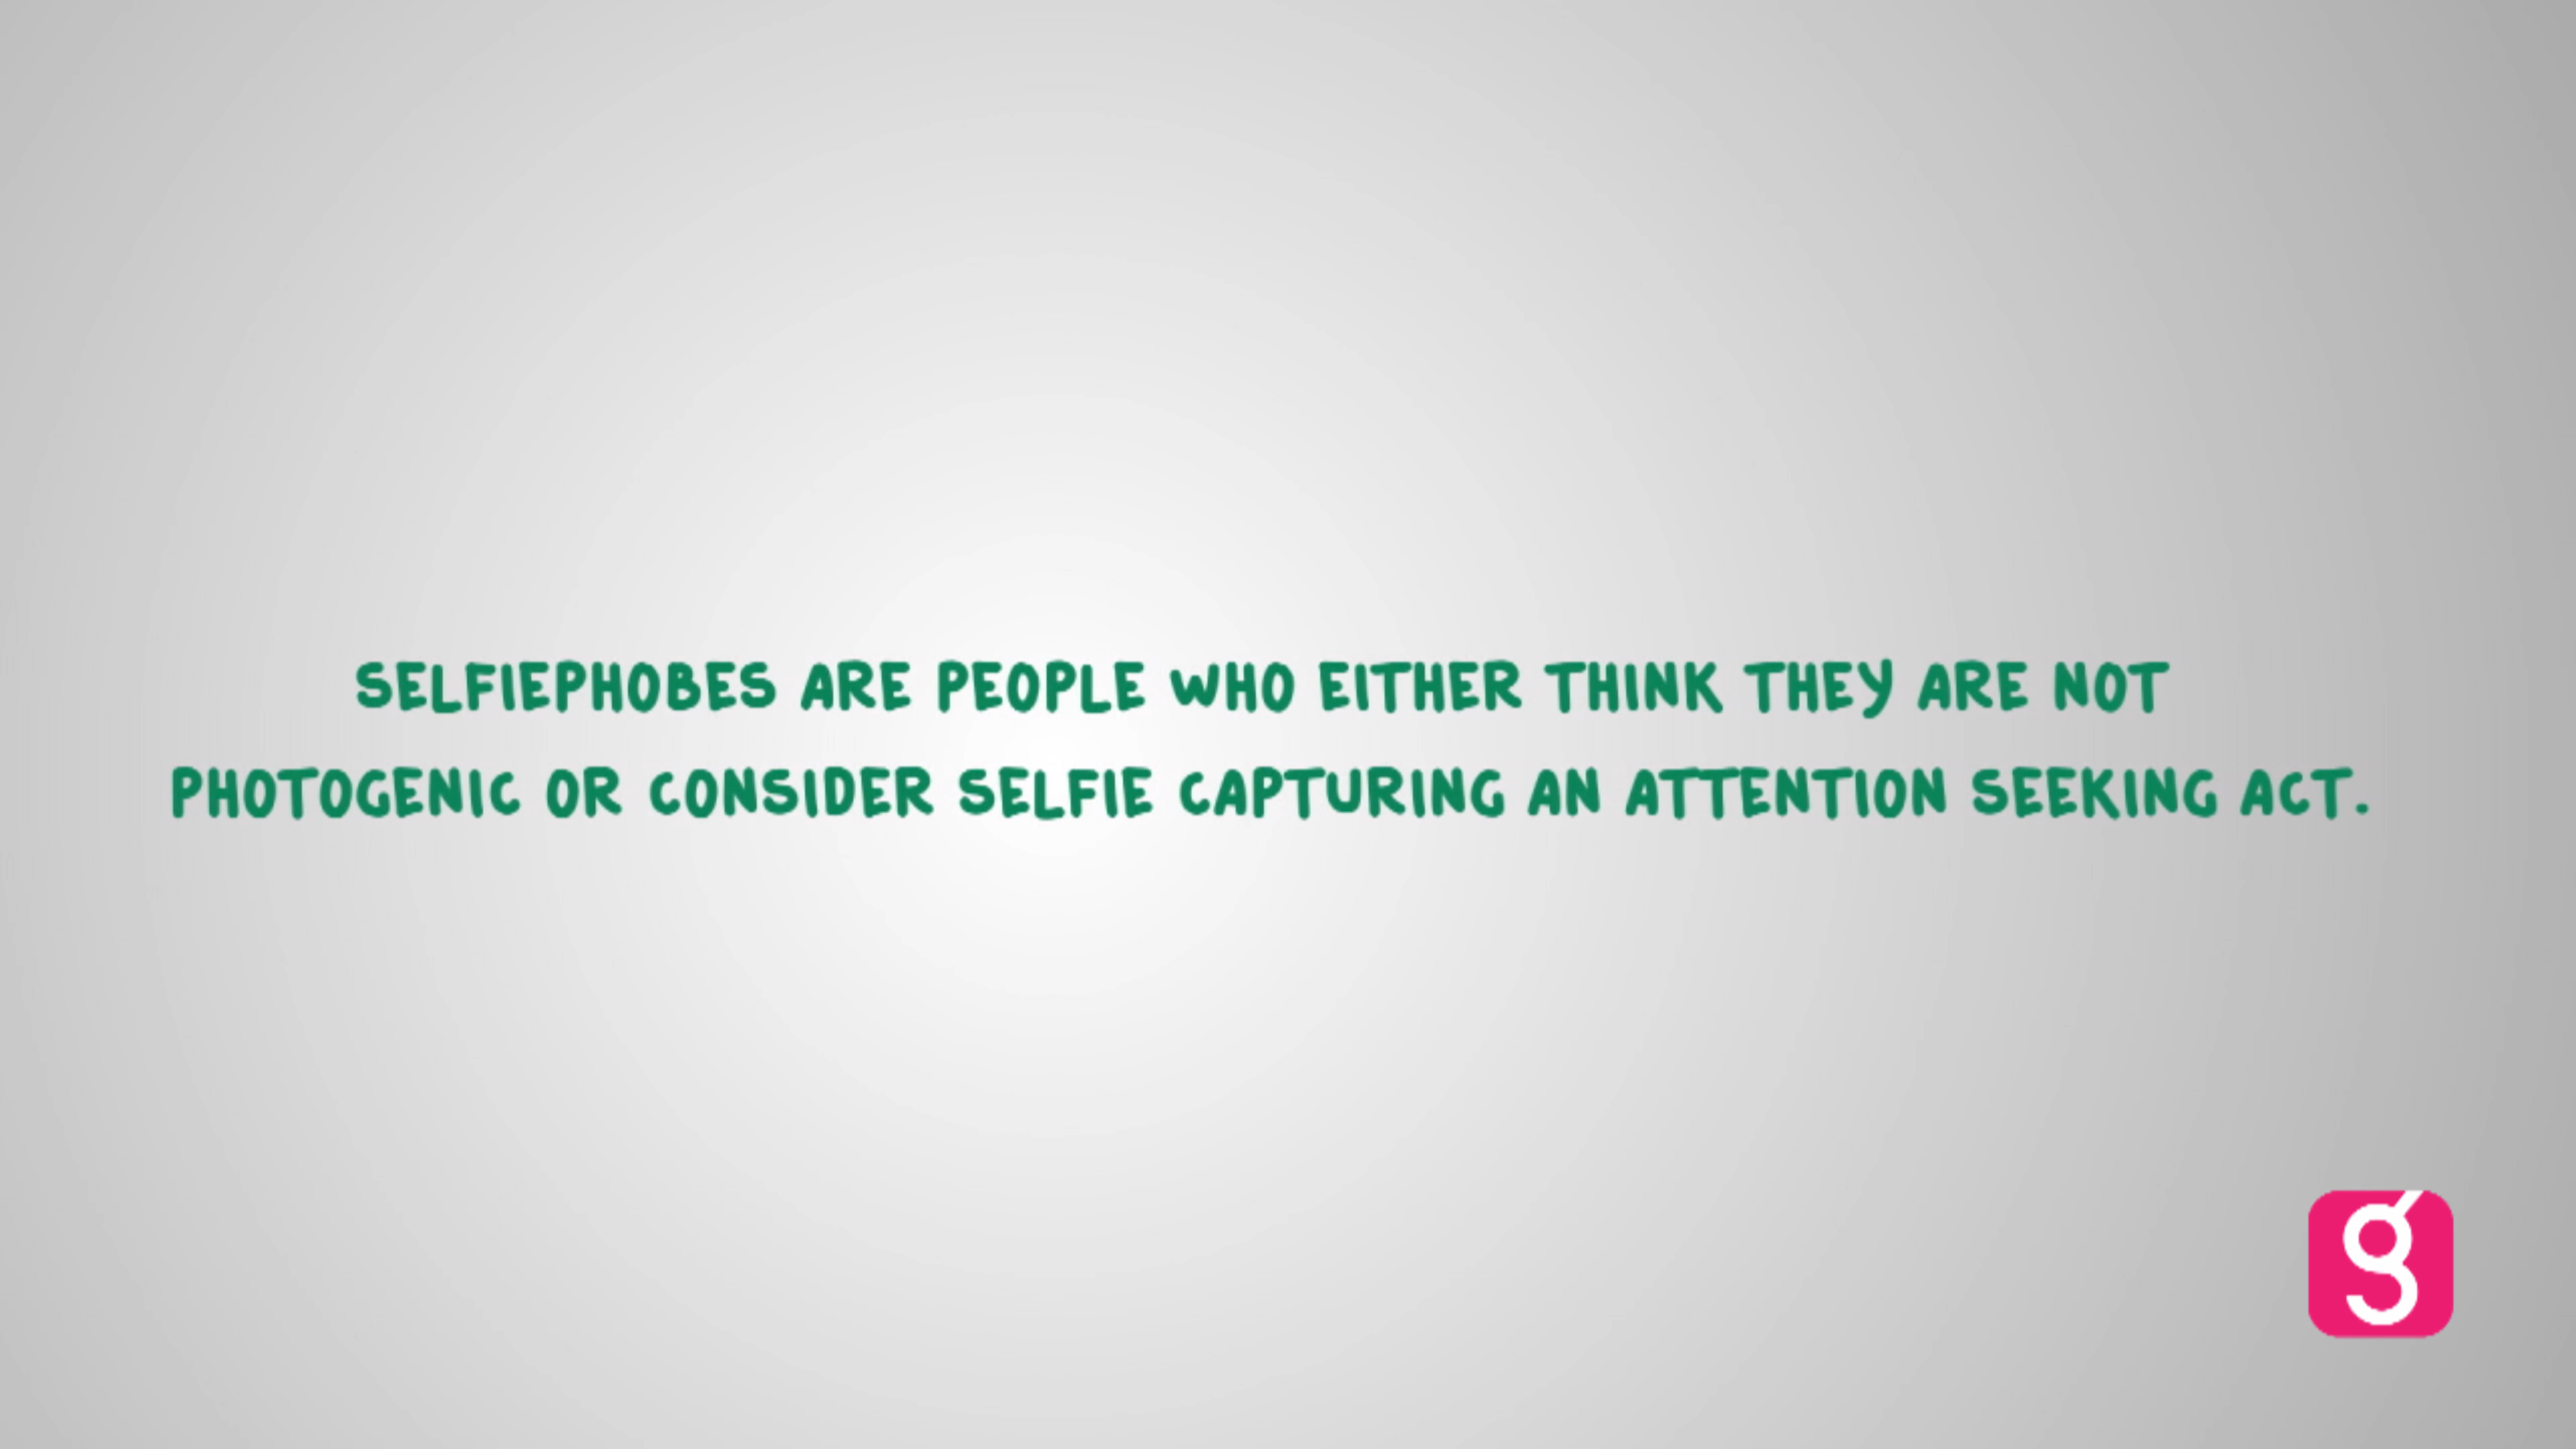 SELFIEPHOBES ARE PEOPLE WHO EITHER THINK THEY ARE NOT
PHOTOGENIC OR CONSIDER SELFIE CAPTURING AN ATTENTION SEEKING ACT.
g